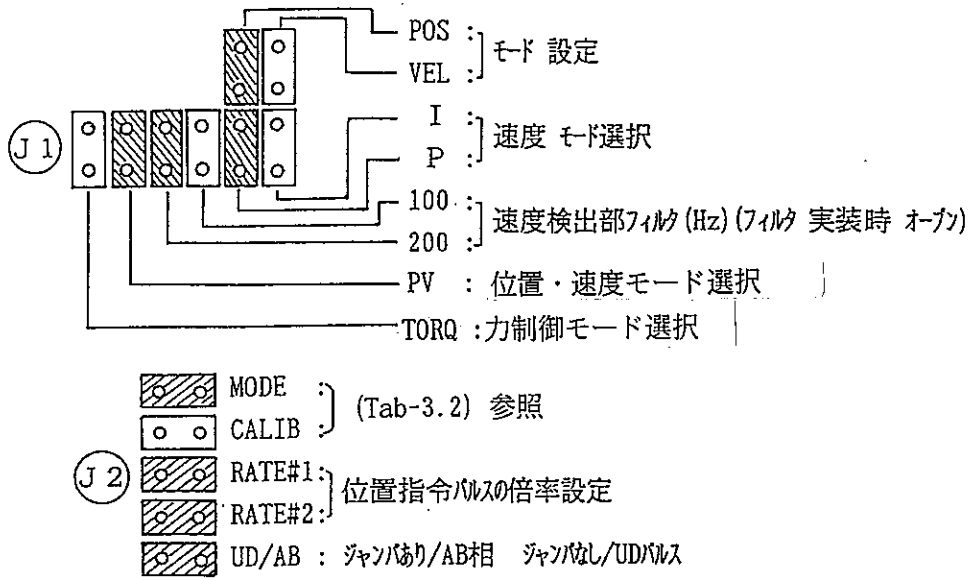 POS :
モード 設定
VEL :
I :
速度 モード選択
P :
J1
100 :
速度検出部フィルタ(Hz)(フィルタ 実装時 オープン)
200 :
PV : 位置・速度モード選択
TORQ :力制御モード選択
MODE :
(Tab-3.2) 参照
CALIB :
J2
RATE#1:
位置指令パルスの倍率設定
RATE#2:
UD/AB : ジャンパあり/AB相 ジャンパなし/UDパルス